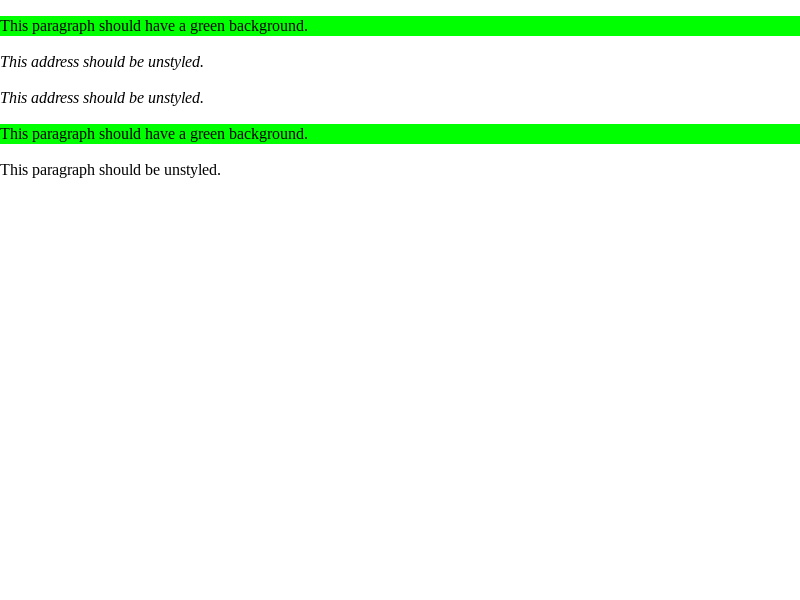 This paragraph should have a green background.
This address should be unstyled.
This address should be unstyled.
This paragraph should have a green background.
This paragraph should be unstyled.